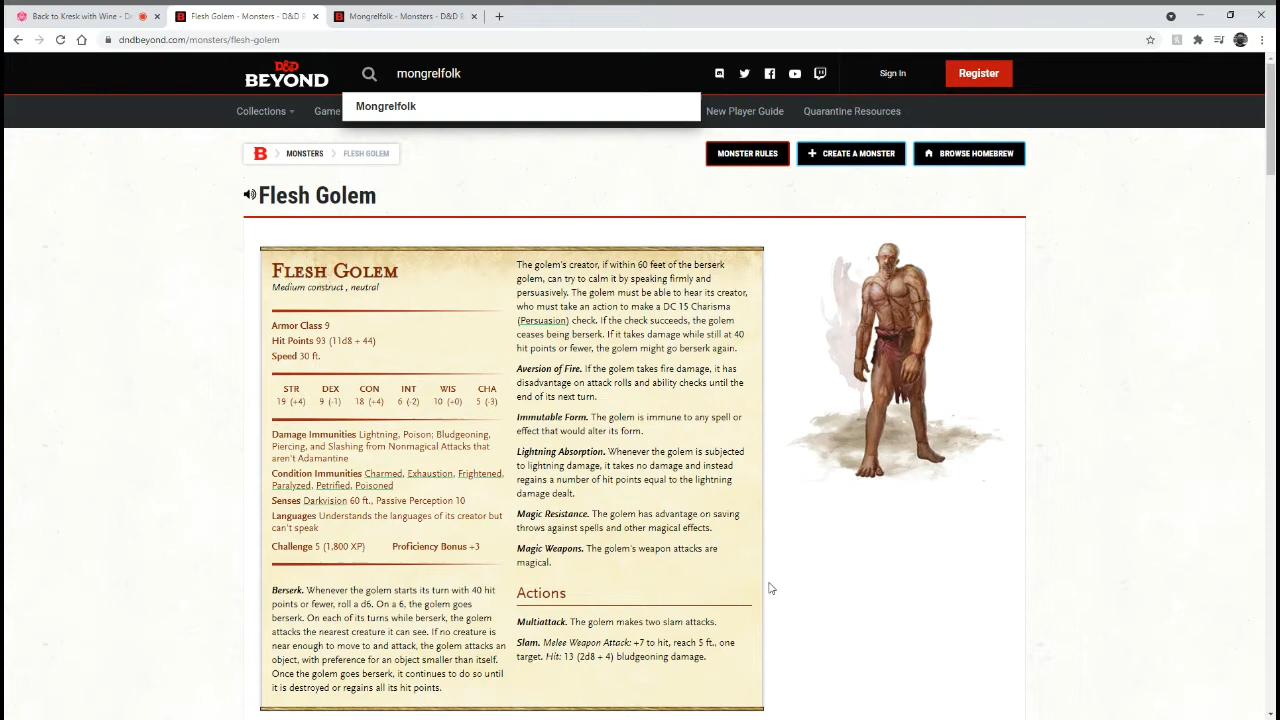 Back to Kresk with Wine - D
Flesh Golem - Monsters - D&D B
Mongrelfolk - Monsters - D&D B
dndbeyond.com/monsters/flesh-golem
D&D
BEYOND
mongrelfolk
Sign In
Register
Mongrelfolk
Collections
Game
New Player Guide
Quarantine Resources
B
MONSTERS
FLESH GOLEM
MONSTER RULES
CREATE A MONSTER
BROWSE HOMEBREW
Flesh Golem
FLESH GOLEM
Medium construct , neutral
Armor Class 9
Hit Points 93 (11d8 + 44)
Speed 30 ft.
STR DEX CON INT WIS CHA
19 (+4) 9 (-1) 18 (+4) 6 (-2) 10 (+0) 5 (-3)
Damage Immunities Lightning, Poison; Bludgeoning,
Piercing, and Slashing from Nonmagical Attacks that
aren't Adamantine
Condition Immunities Charmed, Exhaustion, Frightened,
Paralyzed, Petrified, Poisoned
Senses Darkvision 60 ft., Passive Perception 10
Languages Understands the languages of its creator but
can't speak
Challenge 5 (1,800 XP) Proficiency Bonus +3
Berserk. Whenever the golem starts its turn with 40 hit
points or fewer, roll a d6. On a 6, the golem goes
berserk. On each of its turns while berserk, the golem
attacks the nearest creature it can see. If no creature is
near enough to move to and attack, the golem attacks an
object, with preference for an object smaller than itself.
Once the golem goes berserk, it continues to do so until
it is destroyed or regains all its hit points.
The golem's creator, if within 60 feet of the berserk
golem, can try to calm it by speaking firmly and
persuasively. The golem must be able to hear its creator,
who must take an action to make a DC 15 Charisma
(Persuasion) check. If the check succeeds, the golem
ceases being berserk. If it takes damage while still at 40
hit points or fewer, the golem might go berserk again.
Aversion of Fire. If the golem takes fire damage, it has
disadvantage on attack rolls and ability checks until the
end of its next turn.
Immutable Form. The golem is immune to any spell or
effect that would alter its form.
Lightning Absorption. Whenever the golem is subjected
to lightning damage, it takes no damage and instead
regains a number of hit points equal to the lightning
damage dealt.
Magic Resistance. The golem has advantage on saving
throws against spells and other magical effects.
Magic Weapons. The golem's weapon attacks are
magical.
Actions
Multiattack. The golem makes two slam attacks.
Slam. Melee Weapon Attack: +7 to hit, reach 5 ft., one
target. Hit: 13 (2d8 + 4) bludgeoning damage.